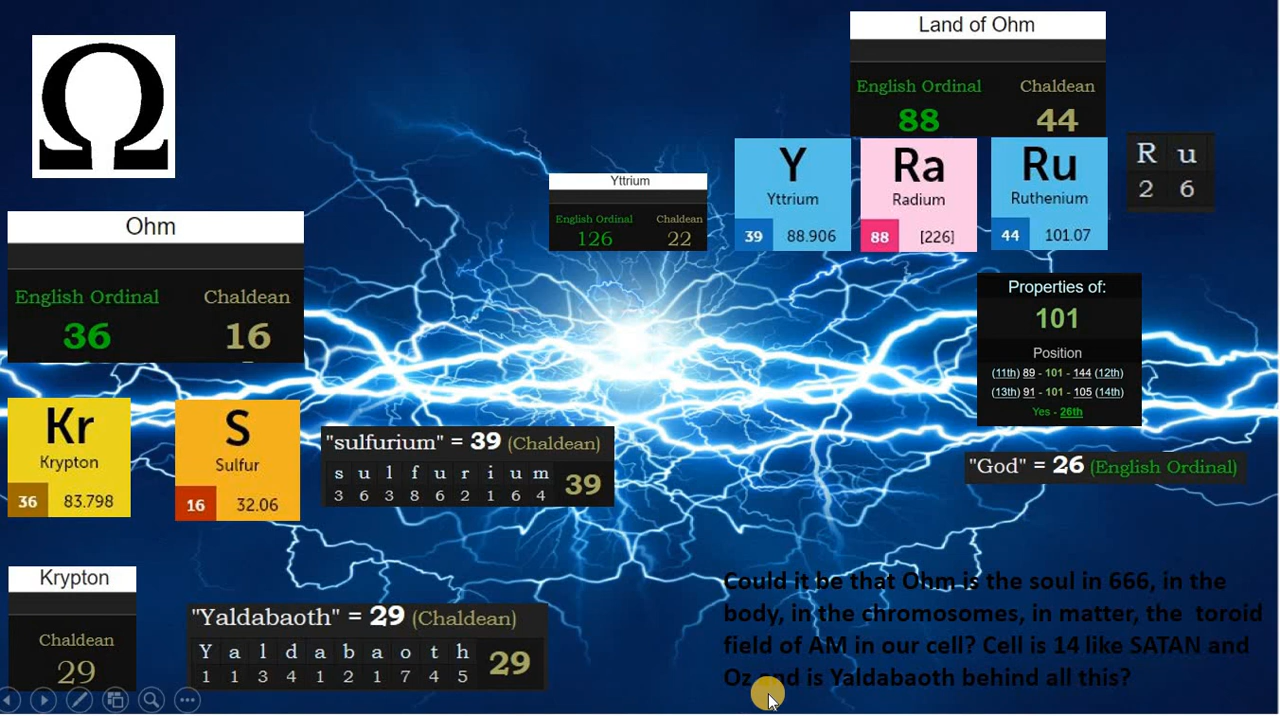 Ω
Land of Ohm
English Ordinal Chaldean
88 44
Y
Yttrium
39 88.906
Ra
Radium
88 [226]
Ru
Ruthenium
44 101.07
R u
2 6
Yttrium
English Ordinal Chaldean
126 22
Ohm
English Ordinal Chaldean
36 16
Properties of:
101
Position
(11th) 89 - 101 - 144 (12th)
(13th) 91 - 101 - 105 (14th)
Yes - 26th
Kr
Krypton
36 83.798
S
Sulfur
16 32.06
"sulfurium" = 39 (Chaldean)
s u l f u r i u m
3 6 3 8 6 2 1 6 4 39
"God" = 26 (English Ordinal)
Krypton
Chaldean
29
"Yaldabaoth" = 29 (Chaldean)
Y a l d a b a o t h
1 1 3 4 1 2 1 7 4 5 29
Could it be that Ohm is the soul in 666, in the
body, in the chromosomes, in matter, the toroid
field of AM in our cell? Cell is 14 like SATAN and
Oz and is Yaldabaoth behind all this?